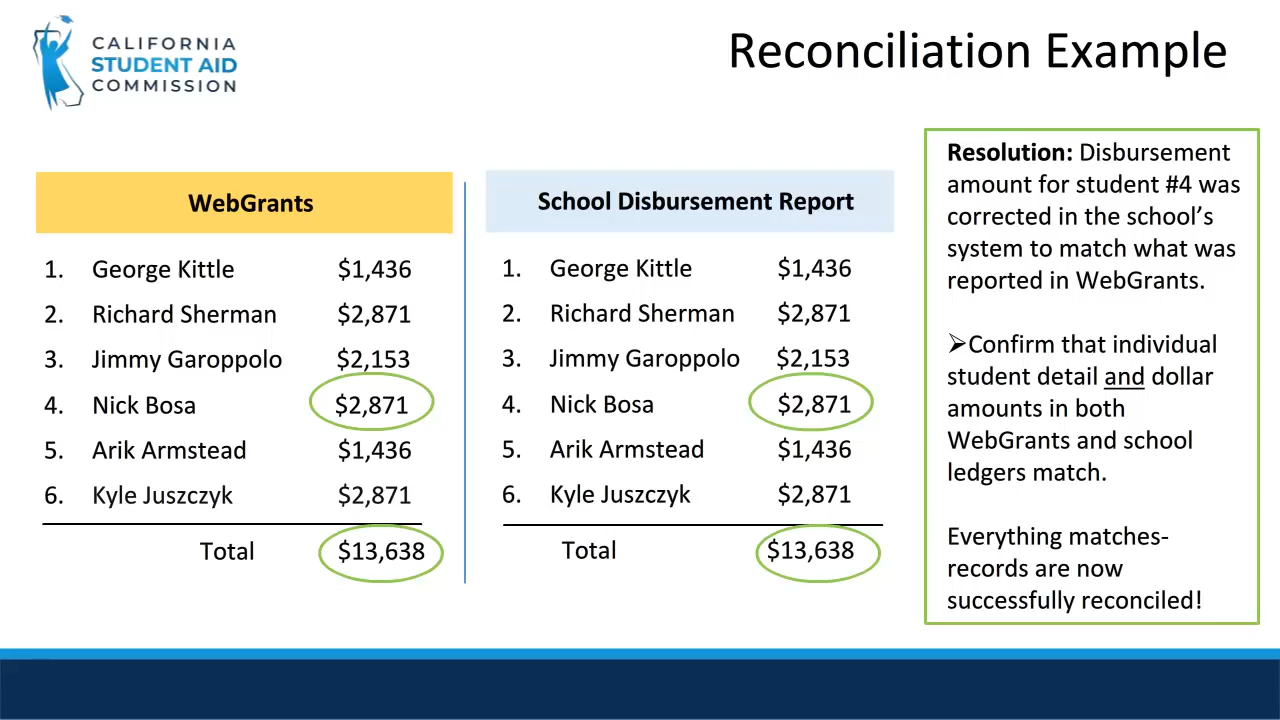 CALIFORNIA
STUDENT AID
COMMISSION
Reconciliation Example
WebGrants
1. George Kittle $1,436
2. Richard Sherman $2,871
3. Jimmy Garoppolo $2,153
4. Nick Bosa $2,871
5. Arik Armstead $1,436
6. Kyle Juszczyk $2,871
Total $13,638
School Disbursement Report
1. George Kittle $1,436
2. Richard Sherman $2,871
3. Jimmy Garoppolo $2,153
4. Nick Bosa $2,871
5. Arik Armstead $1,436
6. Kyle Juszczyk $2,871
Total $13,638
Resolution: Disbursement
amount for student #4 was
corrected in the school’s
system to match what was
reported in WebGrants.
➢Confirm that individual
student detail and dollar
amounts in both
WebGrants and school
ledgers match.
Everything matches-
records are now
successfully reconciled!